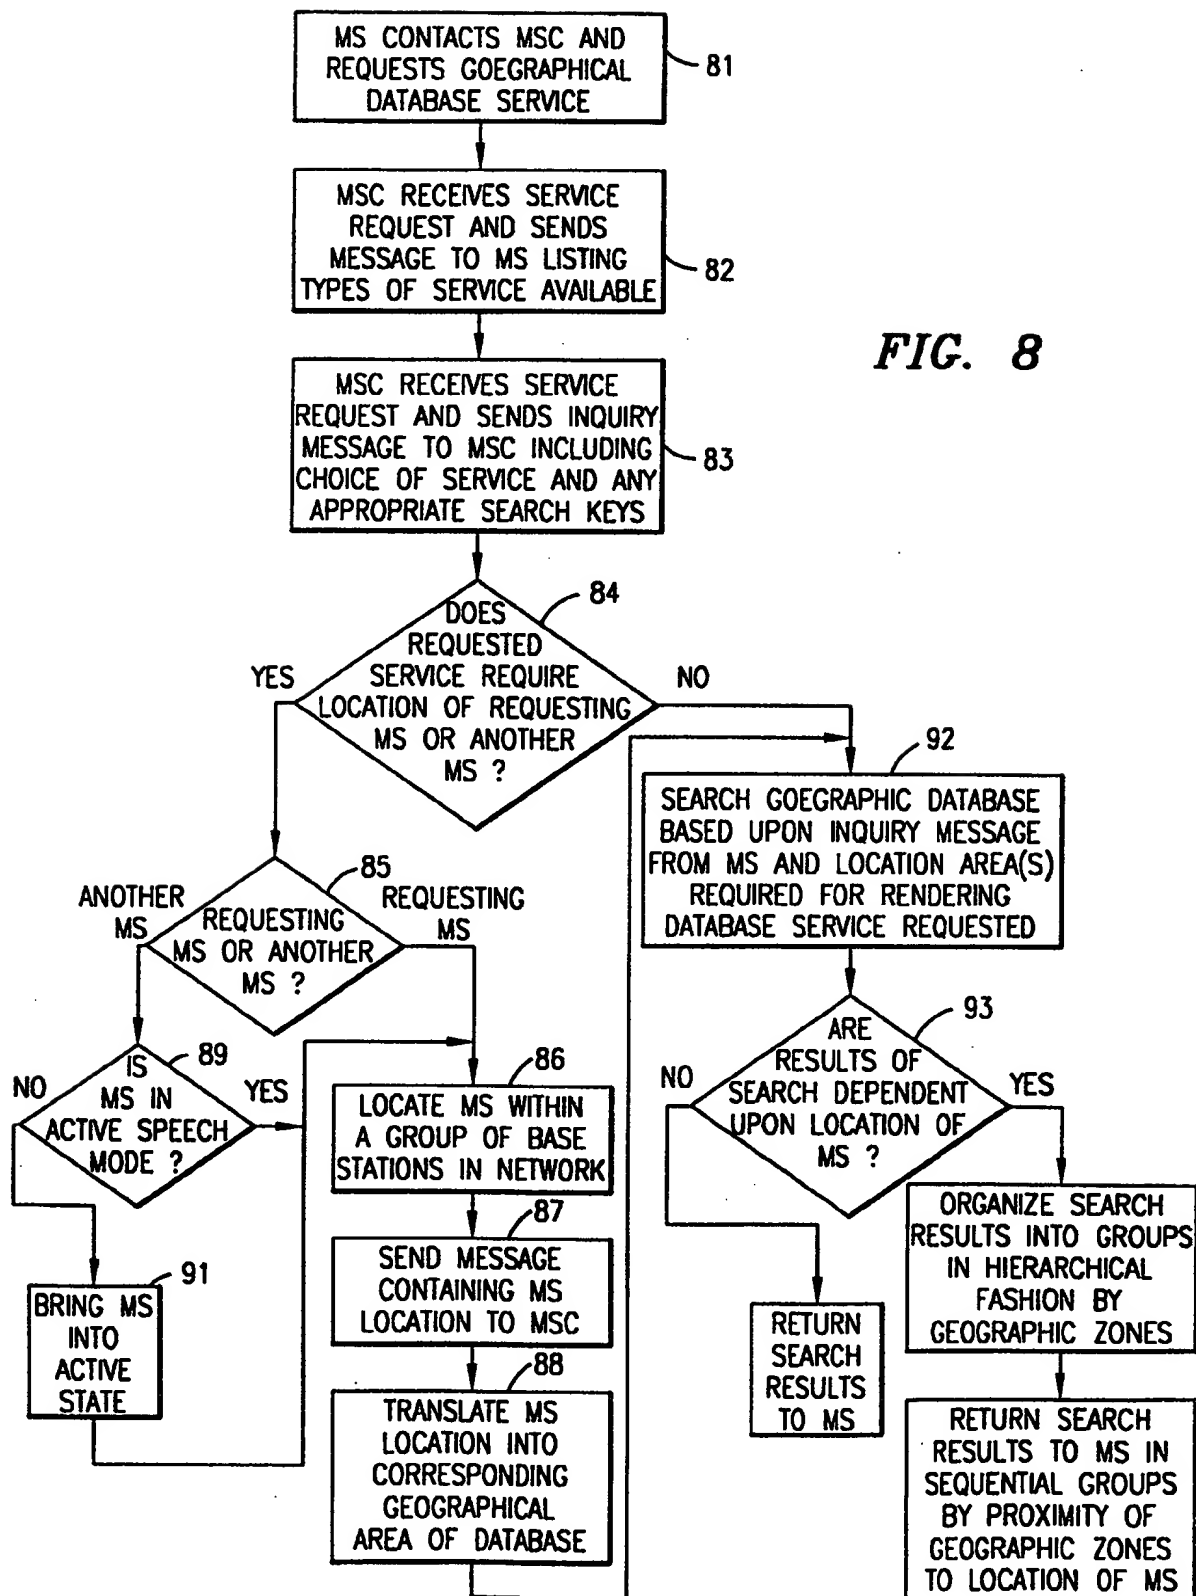 MS CONTACTS MSC AND
REQUESTS GOEGRAPHICAL
DATABASE SERVICE
81
MSC RECEIVES SERVICE
REQUEST AND SENDS
MESSAGE TO MS LISTING
TYPES OF SERVICE AVAILABLE
82
FIG. 8
MSC RECEIVES SERVICE
REQUEST AND SENDS INQUIRY
MESSAGE TO MSC INCLUDING
CHOICE OF SERVICE AND ANY
APPROPRIATE SEARCH KEYS
83
84
DOES
REQUESTED
SERVICE REQUIRE
LOCATION OF REQUESTING
MS OR ANOTHER
MS ?
YES
NO
85
ANOTHER
MS
REQUESTING
MS
REQUESTING
MS OR ANOTHER
MS ?
89
IS
MS IN
ACTIVE SPEECH
MODE ?
NO
YES
91
BRING MS
INTO
ACTIVE
STATE
86
LOCATE MS WITHIN
A GROUP OF BASE
STATIONS IN NETWORK
87
SEND MESSAGE
CONTAINING MS
LOCATION TO MSC
88
TRANSLATE MS
LOCATION INTO
CORRESPONDING
GEOGRAPHICAL
AREA OF DATABASE
92
SEARCH GOEGRAPHIC DATABASE
BASED UPON INQUIRY MESSAGE
FROM MS AND LOCATION AREA(S)
REQUIRED FOR RENDERING
DATABASE SERVICE REQUESTED
93
ARE
RESULTS OF
SEARCH DEPENDENT
UPON LOCATION OF
MS ?
NO
YES
RETURN
SEARCH
RESULTS
TO MS
ORGANIZE SEARCH
RESULTS INTO GROUPS
IN HIERARCHICAL
FASHION BY
GEOGRAPHIC ZONES
RETURN SEARCH
RESULTS TO MS IN
SEQUENTIAL GROUPS
BY PROXIMITY OF
GEOGRAPHIC ZONES
TO LOCATION OF MS